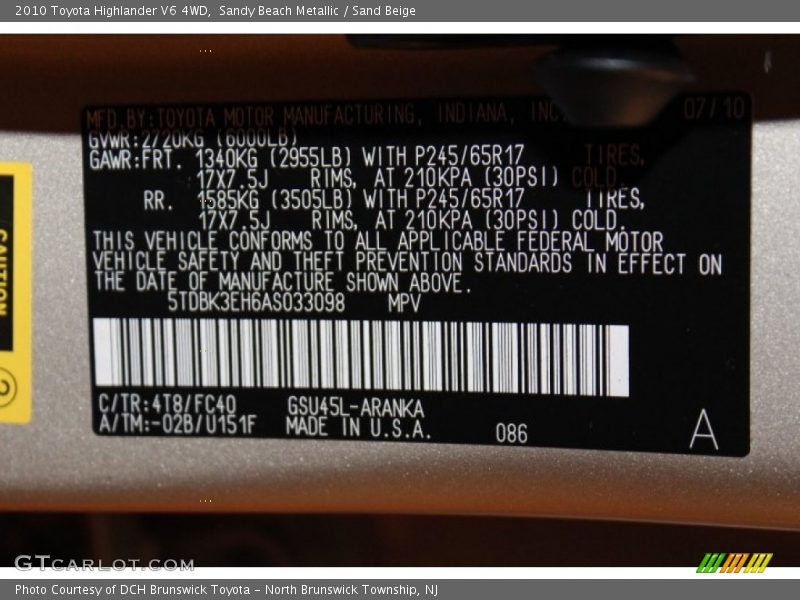 2010 Toyota Highlander V6 4WD, Sandy Beach Metallic / Sand Beige
MFD.BY:TOYOTA MOTOR MANUFACTURING, INDIANA, INC. 07/10
GVWR:2720KG (6000LB)
GAWR:FRT. 1340KG (2955LB) WITH P245/65R17 TIRES,
17X7.5J RIMS, AT 210KPA (30PSI) COLD.
RR. 1585KG (3505LB) WITH P245/65R17 TIRES,
17X7.5J RIMS, AT 210KPA (30PSI) COLD.
THIS VEHICLE CONFORMS TO ALL APPLICABLE FEDERAL MOTOR
VEHICLE SAFETY AND THEFT PREVENTION STANDARDS IN EFFECT ON
THE DATE OF MANUFACTURE SHOWN ABOVE.
5TDBK3EH6AS033098 MPV
C/TR:4T8/FC40 GSU45L-ARANKA
A/TM:-02B/U151F MADE IN U.S.A. 086 A
CAUTION
2
GTCARLOT.COM
Photo Courtesy of DCH Brunswick Toyota - North Brunswick Township, NJ